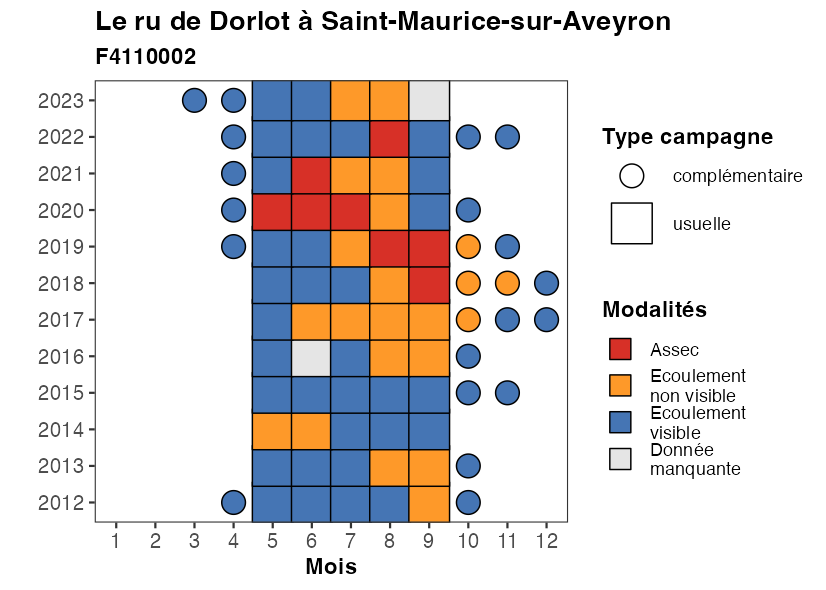 Le ru de Dorlot à Saint-Maurice-sur-Aveyron
F4110002
2023
2022
2021
2020
2019
2018
2017
2016
2015
2014
2013
2012
1 2 3 4 5 6 7 8 9 10 11 12
Mois
Type campagne
complémentaire
usuelle
Modalités
Assec
Ecoulement
non visible
Ecoulement
visible
Donnée
manquante